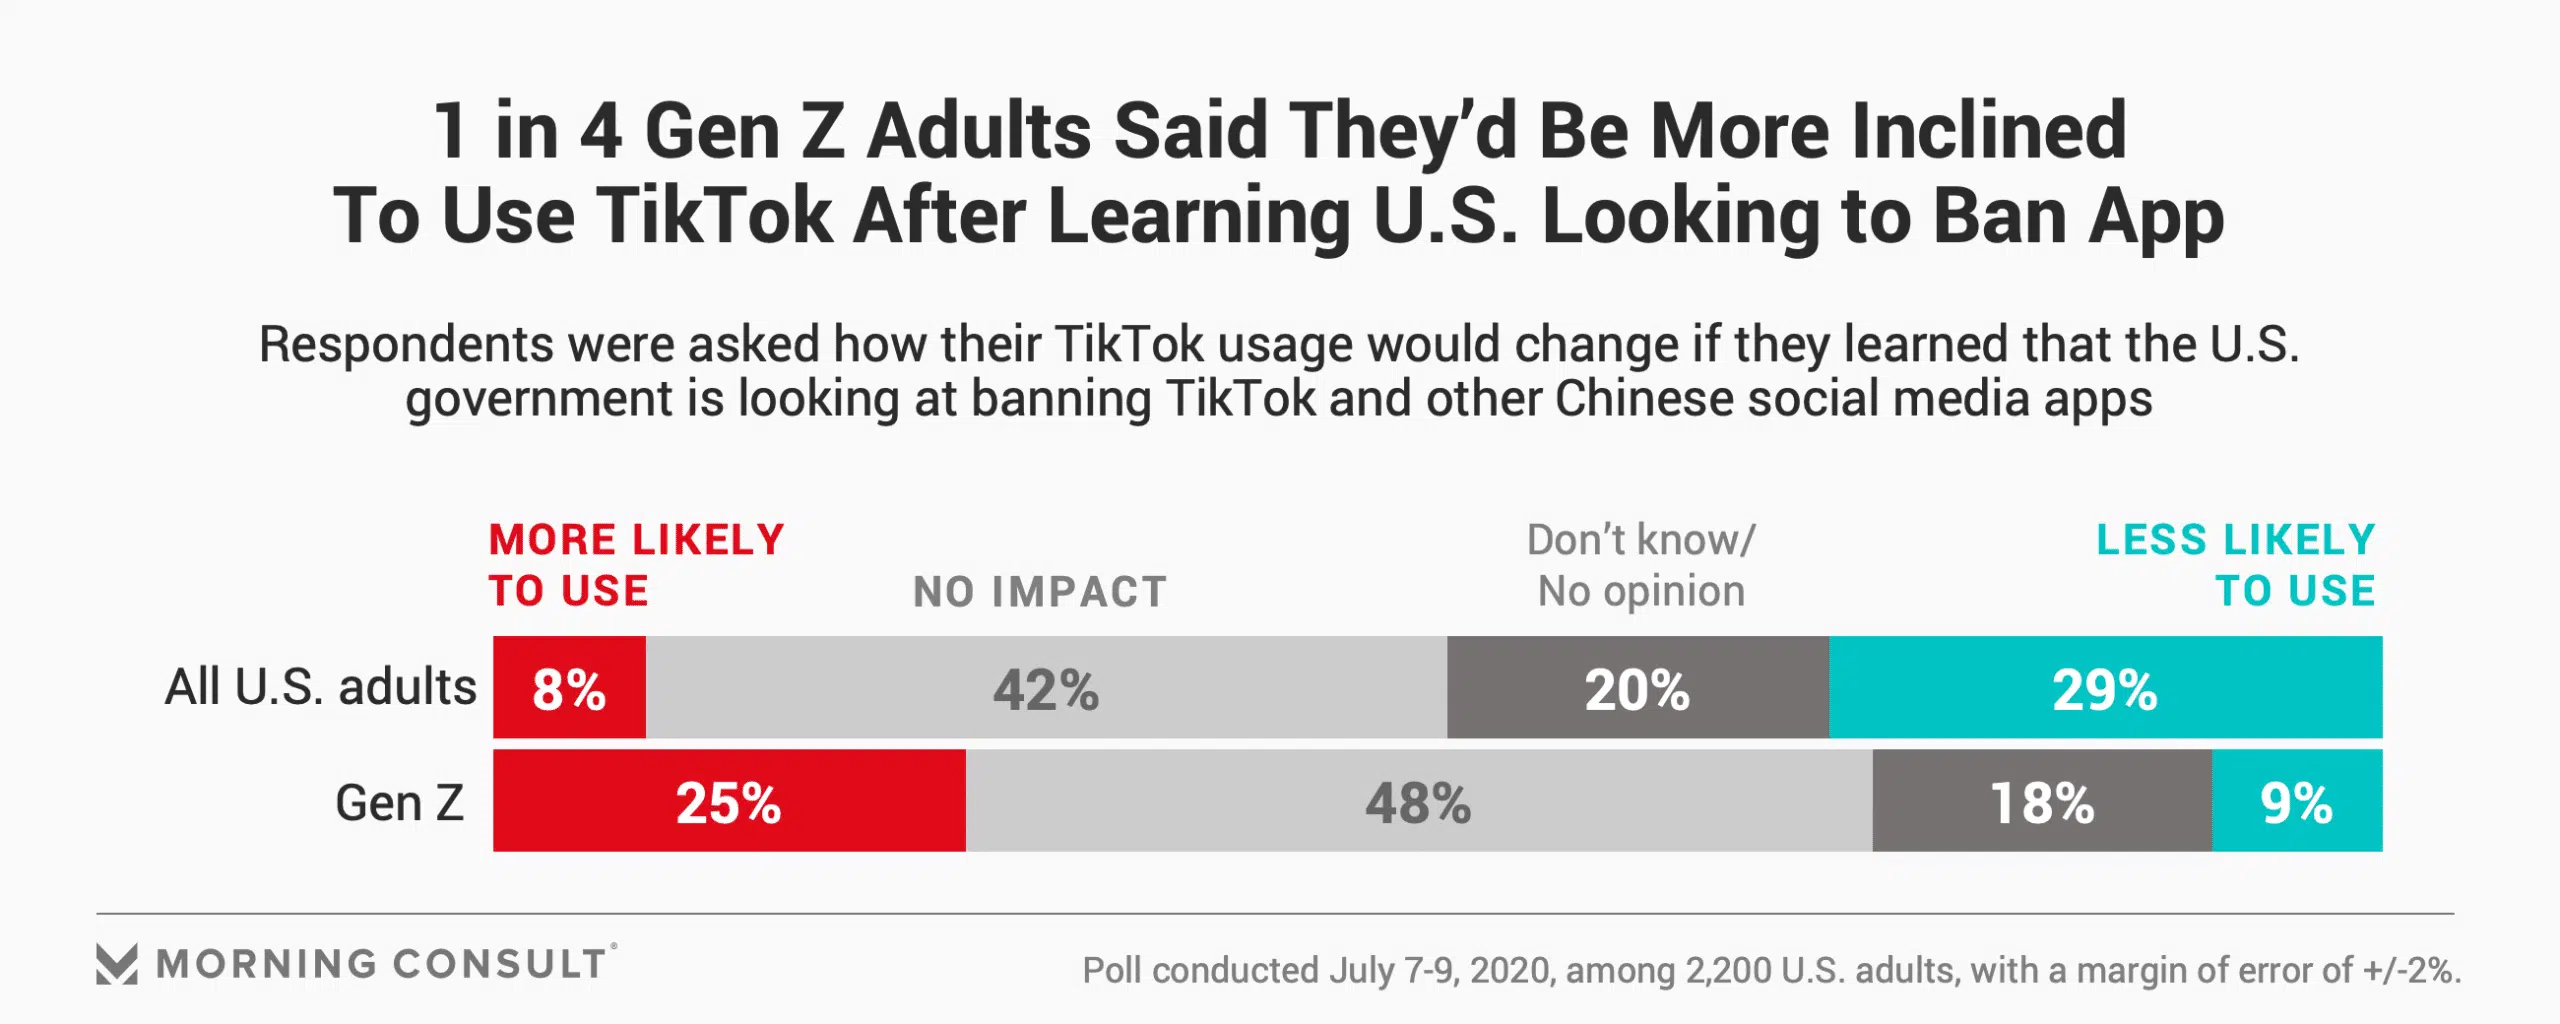 1 in 4 Gen Z Adults Said They’d Be More Inclined
To Use TikTok After Learning U.S. Looking to Ban App
Respondents were asked how their TikTok usage would change if they learned that the U.S.
government is looking at banning TikTok and other Chinese social media apps
MORE LIKELY
TO USE
NO IMPACT
Don’t know/
No opinion
LESS LIKELY
TO USE
All U.S. adults 8% 42% 20% 29%
Gen Z 25% 48% 18% 9%
MORNING CONSULT®
Poll conducted July 7-9, 2020, among 2,200 U.S. adults, with a margin of error of +/-2%.